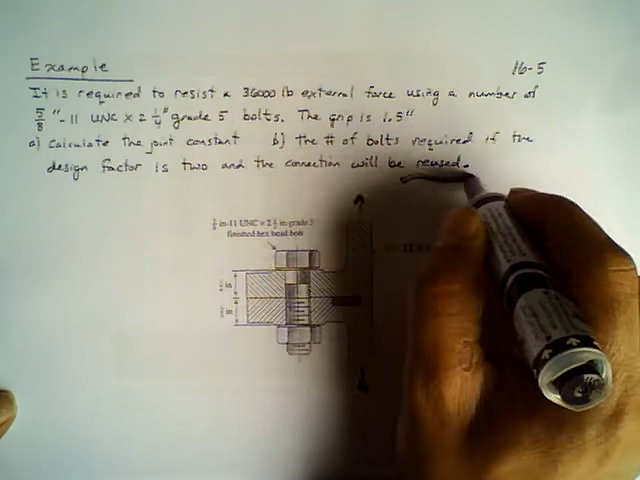 Example
16-5
It is required to resist a 36000 lb external force using a number of
5/8"-11 UNC x 2 1/4" grade 5 bolts. The grip is 1.5"
a) Calculate the joint constant b) the # of bolts required if the
design factor is two and the connection will be reused.
5/8 in-11 UNC × 2 1/4 in grade 5
finished hex head bolt
in
in